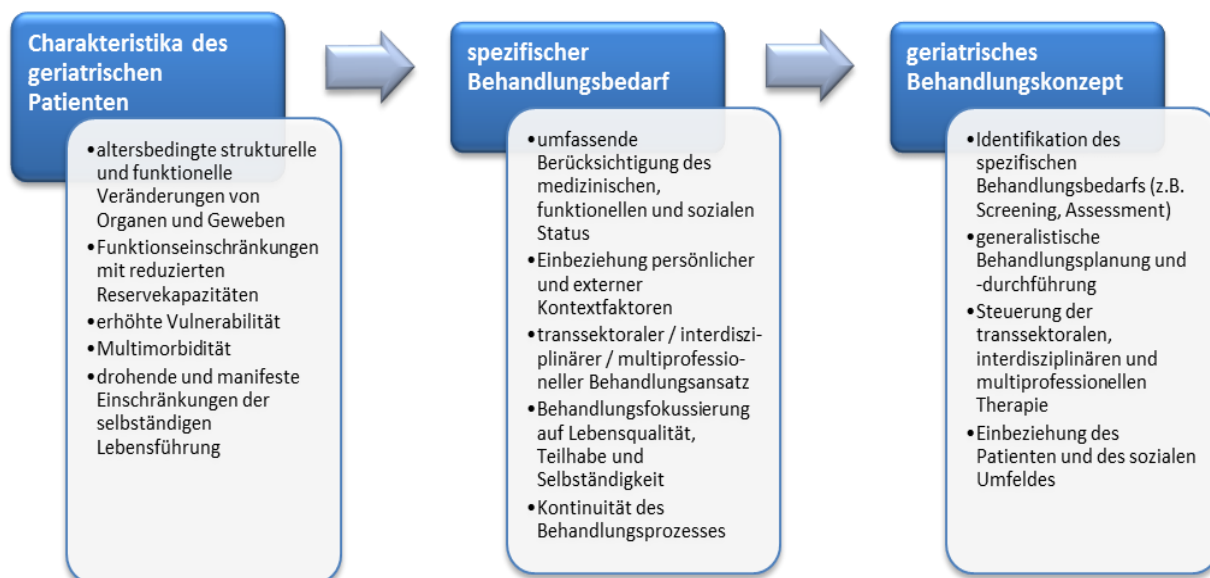 Charakteristika des
geriatrischen
Patienten
•altersbedingte strukturelle
und funktionelle
Veränderungen von
Organen und Geweben
•Funktionseinschränkungen
mit reduzierten
Reservekapazitäten
•erhöhte Vulnerabilität
•Multimorbidität
•drohende und manifeste
Einschränkungen der
selbständigen
Lebensführung
spezifischer
Behandlungsbedarf
•umfassende
Berücksichtigung des
medizinischen,
funktionellen und sozialen
Status
•Einbeziehung persönlicher
und externer
Kontextfaktoren
•transsektoraler / interdiszi-
plinärer / multiprofessio-
neller Behandlungsansatz
•Behandlungsfokussierung
auf Lebensqualität,
Teilhabe und
Selbständigkeit
•Kontinuität des
Behandlungsprozesses
geriatrisches
Behandlungskonzept
•Identifikation des
spezifischen
Behandlungsbedarfs (z.B.
Screening, Assessment)
•generalistische
Behandlungsplanung und
-durchführung
•Steuerung der
transsektoralen,
interdisziplinären und
multiprofessionellen
Therapie
•Einbeziehung des
Patienten und des sozialen
Umfeldes